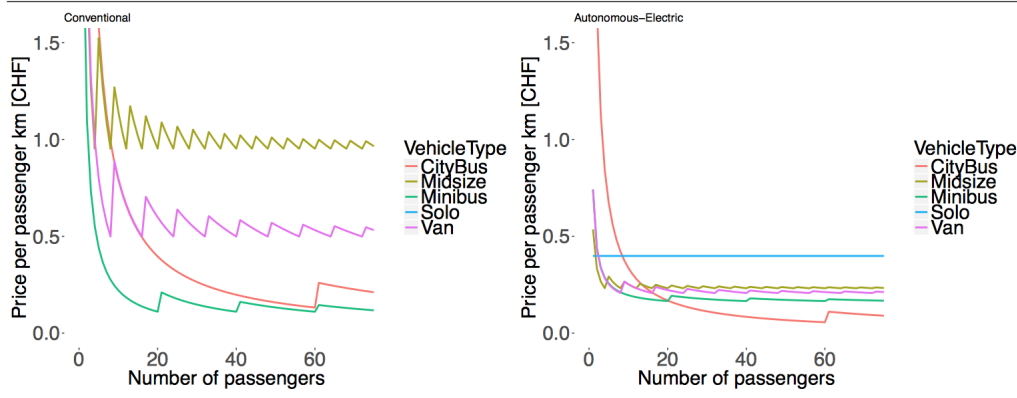 Conventional
Price per passenger km [CHF]
1.5
1.0
0.5
0.0
0
20
40
60
Number of passengers
VehicleType
CityBus
Midsize
Minibus
Solo
Van
Autonomous-Electric
Price per passenger km [CHF]
1.5
1.0
0.5
0.0
0
20
40
60
Number of passengers
VehicleType
CityBus
Midsize
Minibus
Solo
Van